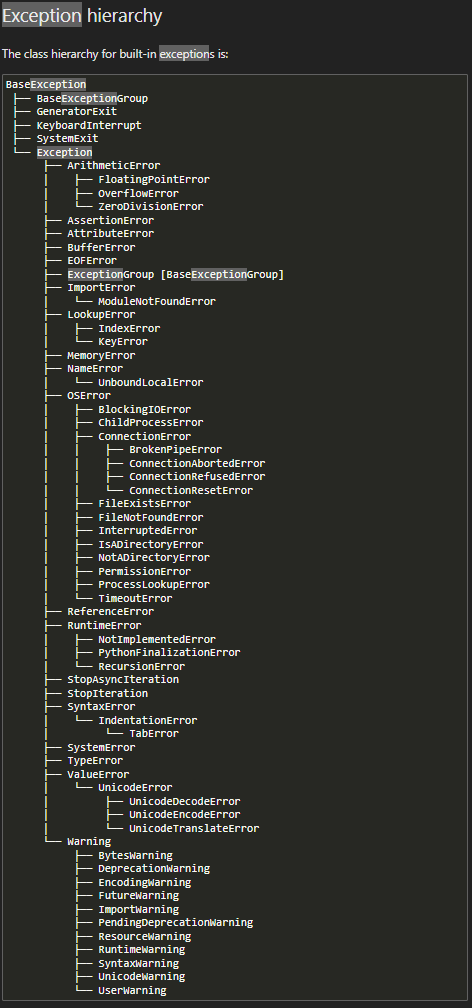 Exception hierarchy
The class hierarchy for built-in exceptions is:
BaseException
├── BaseExceptionGroup
├── GeneratorExit
├── KeyboardInterrupt
├── SystemExit
└── Exception
├── ArithmeticError
│    ├── FloatingPointError
│    ├── OverflowError
│    └── ZeroDivisionError
├── AssertionError
├── AttributeError
├── BufferError
├── EOFError
├── ExceptionGroup [BaseExceptionGroup]
├── ImportError
│    └── ModuleNotFoundError
├── LookupError
│    ├── IndexError
│    └── KeyError
├── MemoryError
├── NameError
│    └── UnboundLocalError
├── OSError
│    ├── BlockingIOError
│    ├── ChildProcessError
│    ├── ConnectionError
│    │    ├── BrokenPipeError
│    │    ├── ConnectionAbortedError
│    │    ├── ConnectionRefusedError
│    │    └── ConnectionResetError
│    ├── FileExistsError
│    ├── FileNotFoundError
│    ├── InterruptedError
│    ├── IsADirectoryError
│    ├── NotADirectoryError
│    ├── PermissionError
│    ├── ProcessLookupError
│    └── TimeoutError
├── ReferenceError
├── RuntimeError
│    ├── NotImplementedError
│    ├── PythonFinalizationError
│    └── RecursionError
├── StopAsyncIteration
├── StopIteration
├── SyntaxError
│    └── IndentationError
│         └── TabError
├── SystemError
├── TypeError
├── ValueError
│    └── UnicodeError
│         ├── UnicodeDecodeError
│         ├── UnicodeEncodeError
│         └── UnicodeTranslateError
└── Warning
├── BytesWarning
├── DeprecationWarning
├── EncodingWarning
├── FutureWarning
├── ImportWarning
├── PendingDeprecationWarning
├── ResourceWarning
├── RuntimeWarning
├── SyntaxWarning
├── UnicodeWarning
└── UserWarning